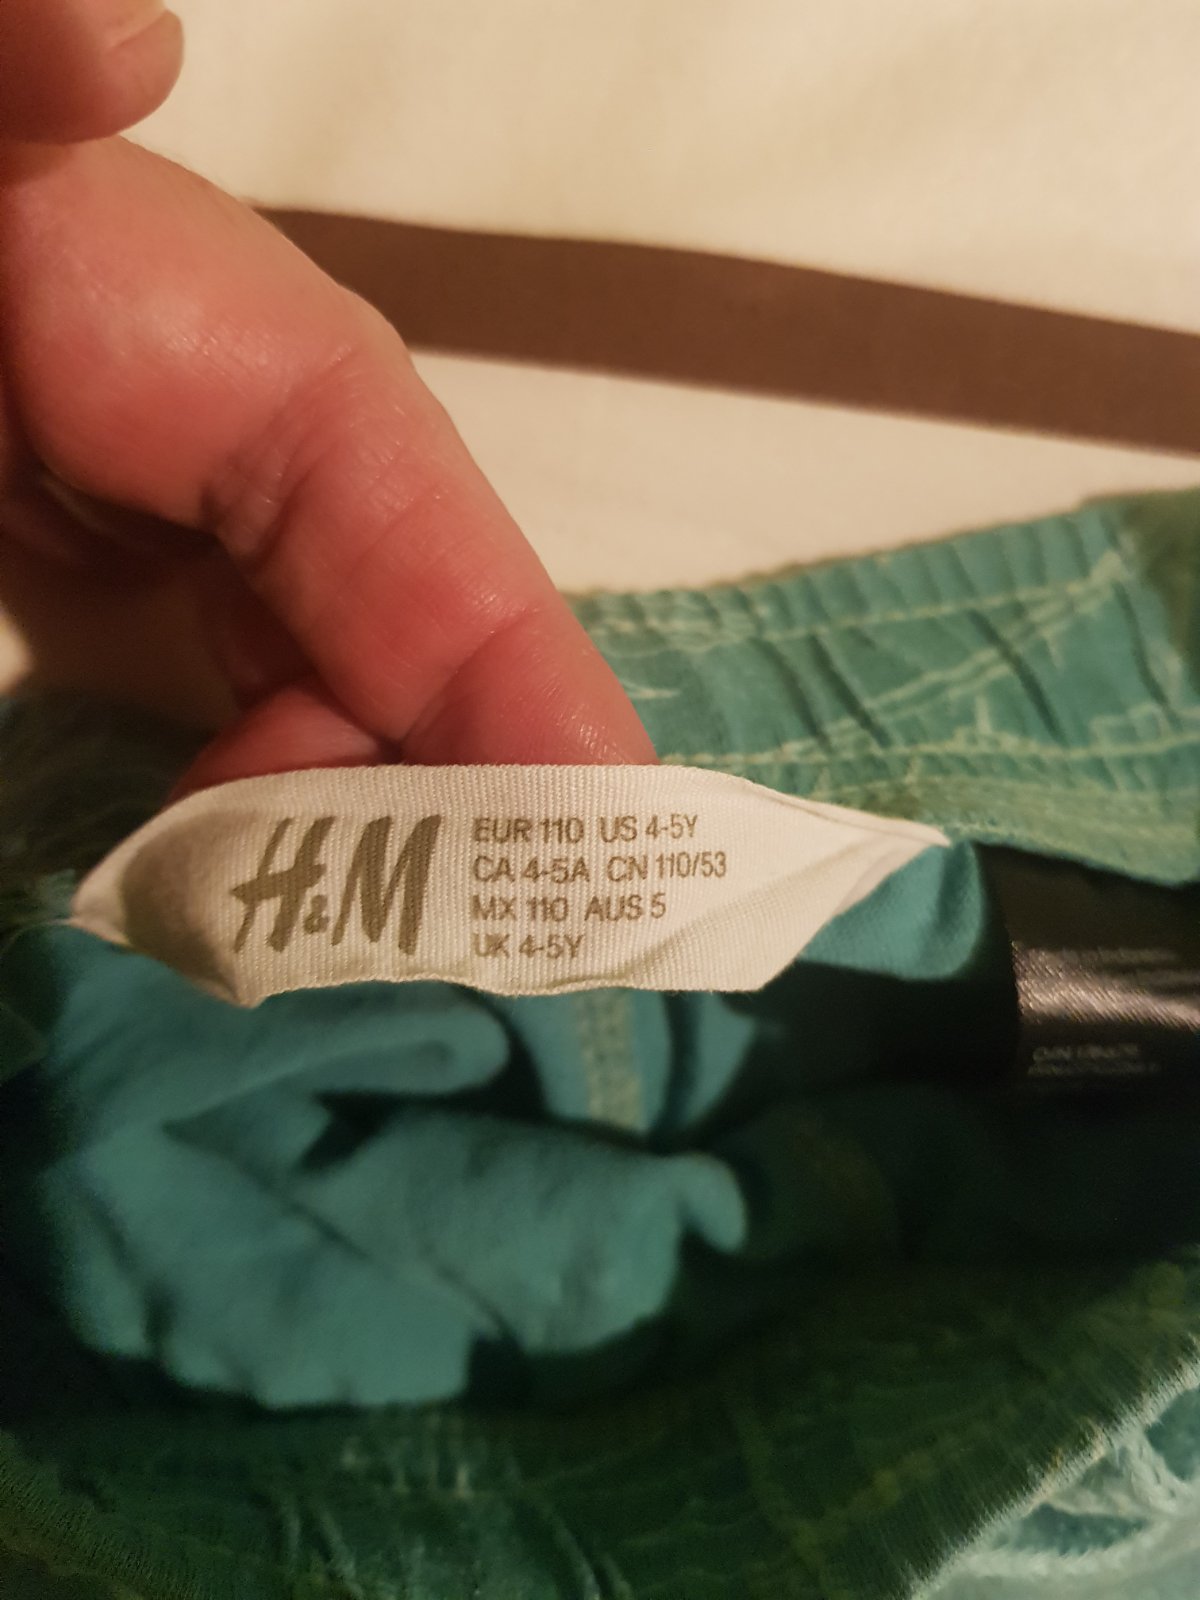 H&M
EUR 110 US 4-5Y
CA 4-5A CN 110/53
MX 110 AUS 5
UK 4-5Y